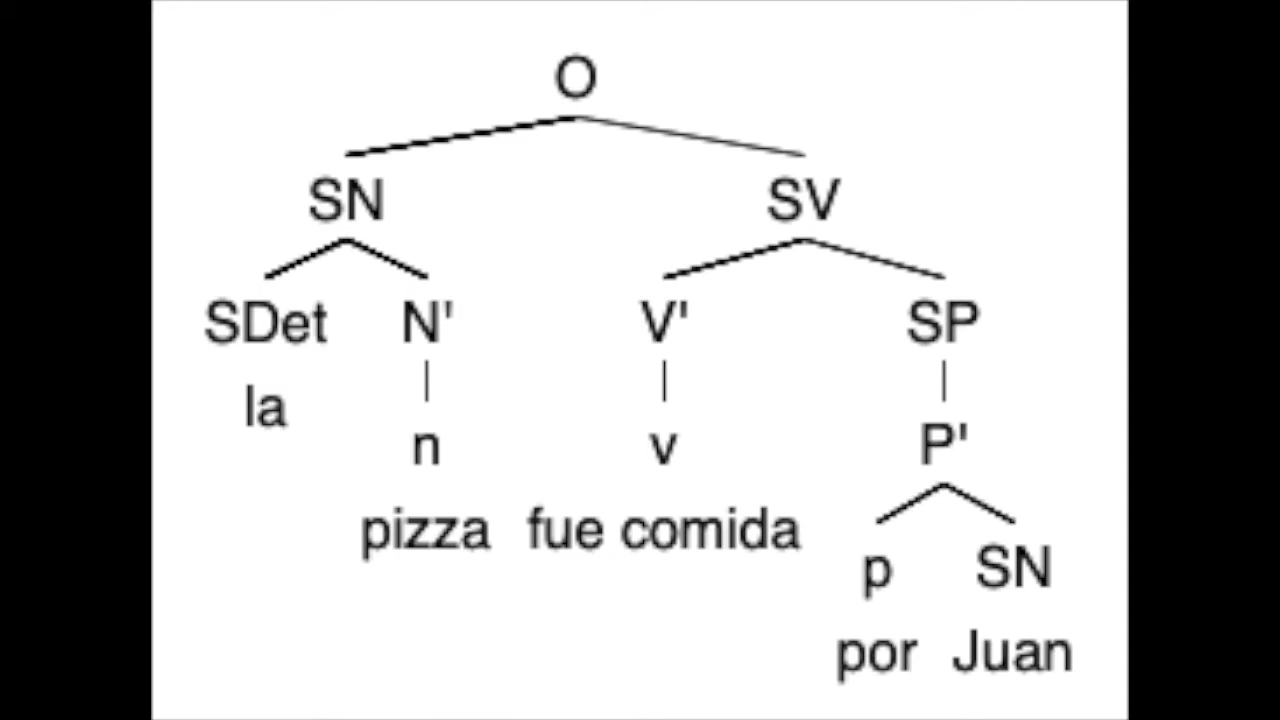 O
SN SV
SDet N' V' SP
la
n v P'
pizza fue comida
p SN
por Juan